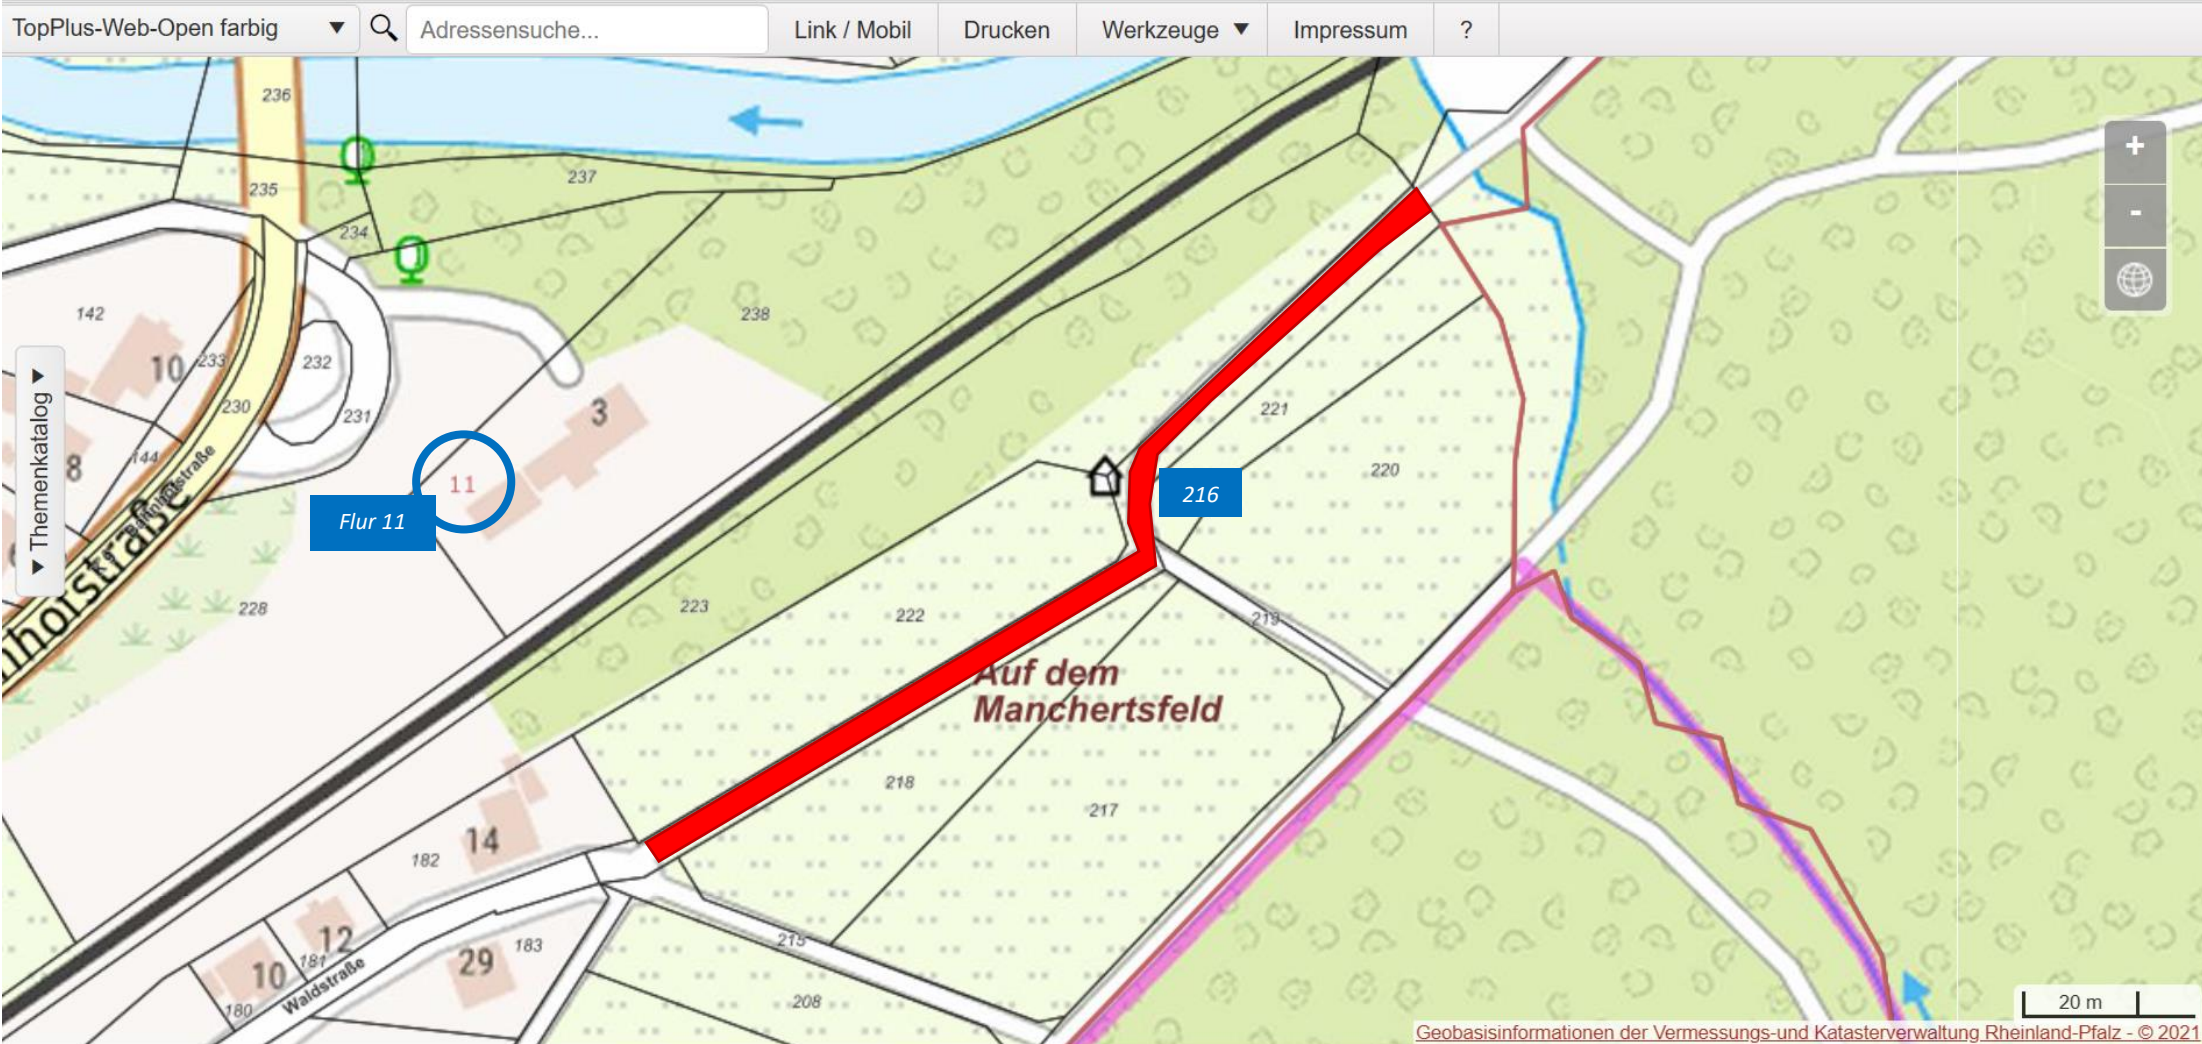 TopPlus-Web-Open farbig ▼
Adressensuche...
Link / Mobil
Drucken
Werkzeuge ▼
Impressum
?
236
237
235
234
238
142
10
233
232
230
231
3
144
8
11
Flur 11
216
221
220
228
223
222
219
Auf dem
Manchertsfeld
218
217
14
182
12
181
10
180
Waldstraße
29
183
215
208
Bahnhofstraße
nhofstraße
▼ Themenkatalog ▼
+
-
20 m
Geobasisinformationen der Vermessungs-und Katasterverwaltung Rheinland-Pfalz - © 2021